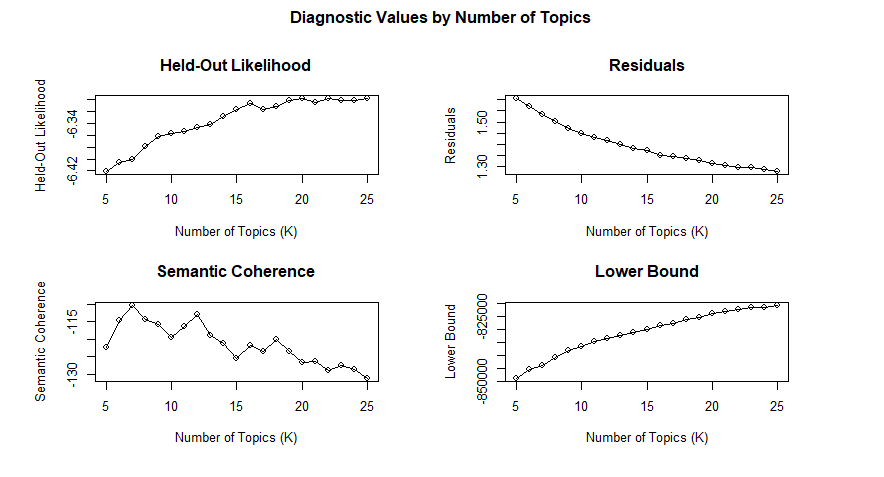 Diagnostic Values by Number of Topics
Held-Out Likelihood
Held-Out Likelihood
-6.42
-6.34
5 10 15 20 25
Number of Topics (K)
Residuals
Residuals
1.30
1.50
5 10 15 20 25
Number of Topics (K)
Semantic Coherence
Semantic Coherence
-130
-115
5 10 15 20 25
Number of Topics (K)
Lower Bound
Lower Bound
-850000
-825000
5 10 15 20 25
Number of Topics (K)